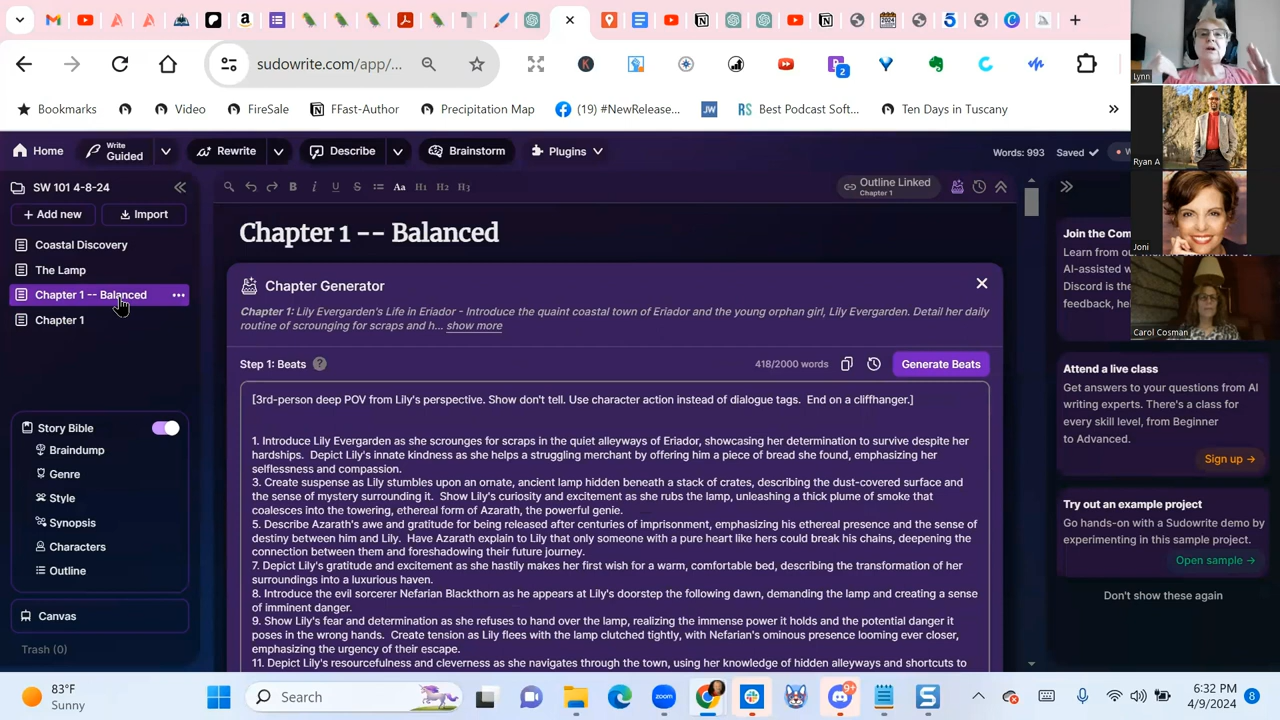 sudowrite.com/app/...
2
Bookmarks
Video
FireSale
FFast-Author
Precipitation Map
(19) #NewRelease...
JW
RS Best Podcast Soft...
Ten Days in Tuscany
»
Home
Write Guided
Rewrite
Describe
Brainstorm
Plugins
Words: 993
Saved
SW 101 4-8-24
+ Add new
Import
Coastal Discovery
The Lamp
Chapter 1 -- Balanced
Chapter 1
Story Bible
Braindump
Genre
Style
Synopsis
Characters
Outline
Canvas
Trash (0)
B
i
U
S
Aa
H1
H2
H3
Outline Linked
Chapter 1
Chapter 1 -- Balanced
Chapter Generator
Chapter 1: Lily Evergarden's Life in Eriador - Introduce the quaint coastal town of Eriador and the young orphan girl, Lily Evergarden. Detail her daily
routine of scrounging for scraps and h... show more
Step 1: Beats
?
418/2000 words
Generate Beats
[3rd-person deep POV from Lily's perspective. Show don't tell. Use character action instead of dialogue tags.  End on a cliffhanger.]
1. Introduce Lily Evergarden as she scrounges for scraps in the quiet alleyways of Eriador, showcasing her determination to survive despite her
hardships.  Depict Lily's innate kindness as she helps a struggling merchant by offering him a piece of bread she found, emphasizing her
selflessness and compassion.
3. Create suspense as Lily stumbles upon an ornate, ancient lamp hidden beneath a stack of crates, describing the dust-covered surface and
the sense of mystery surrounding it.  Show Lily's curiosity and excitement as she rubs the lamp, unleashing a thick plume of smoke that
coalesces into the towering, ethereal form of Azarath, the powerful genie.
5. Describe Azarath's awe and gratitude for being released after centuries of imprisonment, emphasizing his ethereal presence and the sense of
destiny between him and Lily.  Have Azarath explain to Lily that only someone with a pure heart like hers could break his chains, deepening the
connection between them and foreshadowing their future journey.
7. Depict Lily's gratitude and excitement as she hastily makes her first wish for a warm, comfortable bed, describing the transformation of her
surroundings into a luxurious haven.
8. Introduce the evil sorcerer Nefarian Blackthorn as he appears at Lily's doorstep the following dawn, demanding the lamp and creating a sense
of imminent danger.
9. Show Lily's fear and determination as she refuses to hand over the lamp, realizing the immense power it holds and the potential danger it
poses in the wrong hands.  Create tension as Lily flees with the lamp clutched tightly, with Nefarian's ominous presence looming ever closer,
emphasizing the urgency of their escape.
11. Depict Lily's resourcefulness and cleverness as she navigates through the town, using her knowledge of hidden alleyways and shortcuts to
Join the Com
Learn from our
AI-assisted w
Discord is the
feedback, he
Attend a live class
Get answers to your questions from AI
writing experts. There's a class for
every skill level, from Beginner
to Advanced.
Sign up →
Try out an example project
Go hands-on with a Sudowrite demo by
experimenting in this sample project.
Open sample →
Don't show these again
Lynn
Ryan A
Joni
Carol Cosman
83°F
Sunny
Search
zoom
9+
6:32 PM
4/9/2024
8